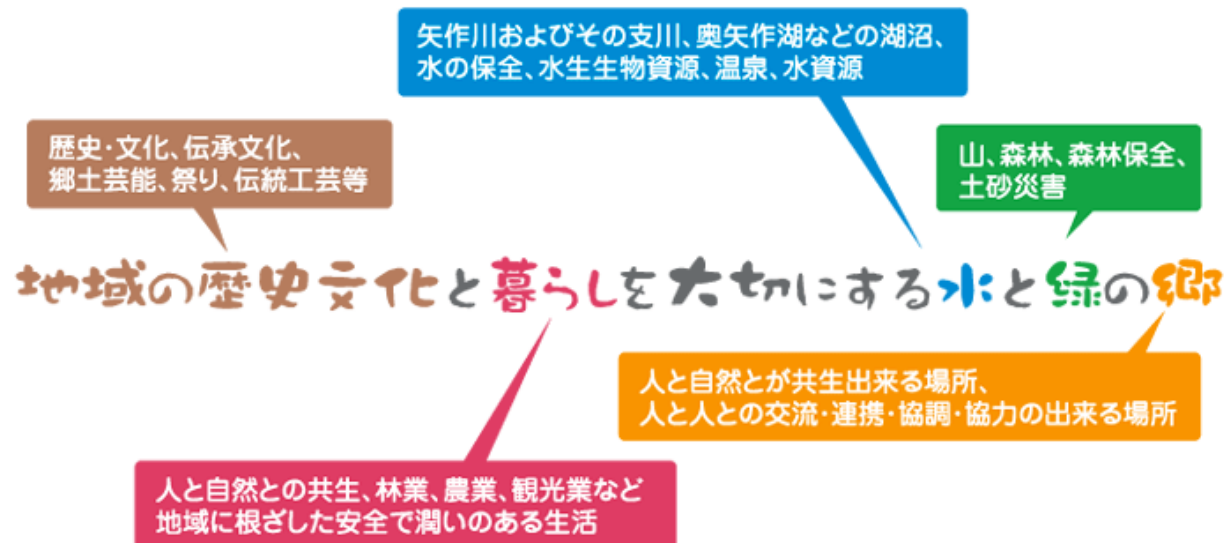 矢作川およびその支川、奥矢作湖などの湖沼、
水の保全、水生生物資源、温泉、水資源
歴史・文化、伝承文化、
郷土芸能、祭り、伝統工芸等
山、森林、森林保全、
土砂災害
地域の歴史文化と暮らしを大切にする水と緑の郷
人と自然とが共生出来る場所、
人と人との交流・連携・協調・協力の出来る場所
人と自然との共生、林業、農業、観光業など
地域に根ざした安全で潤いのある生活